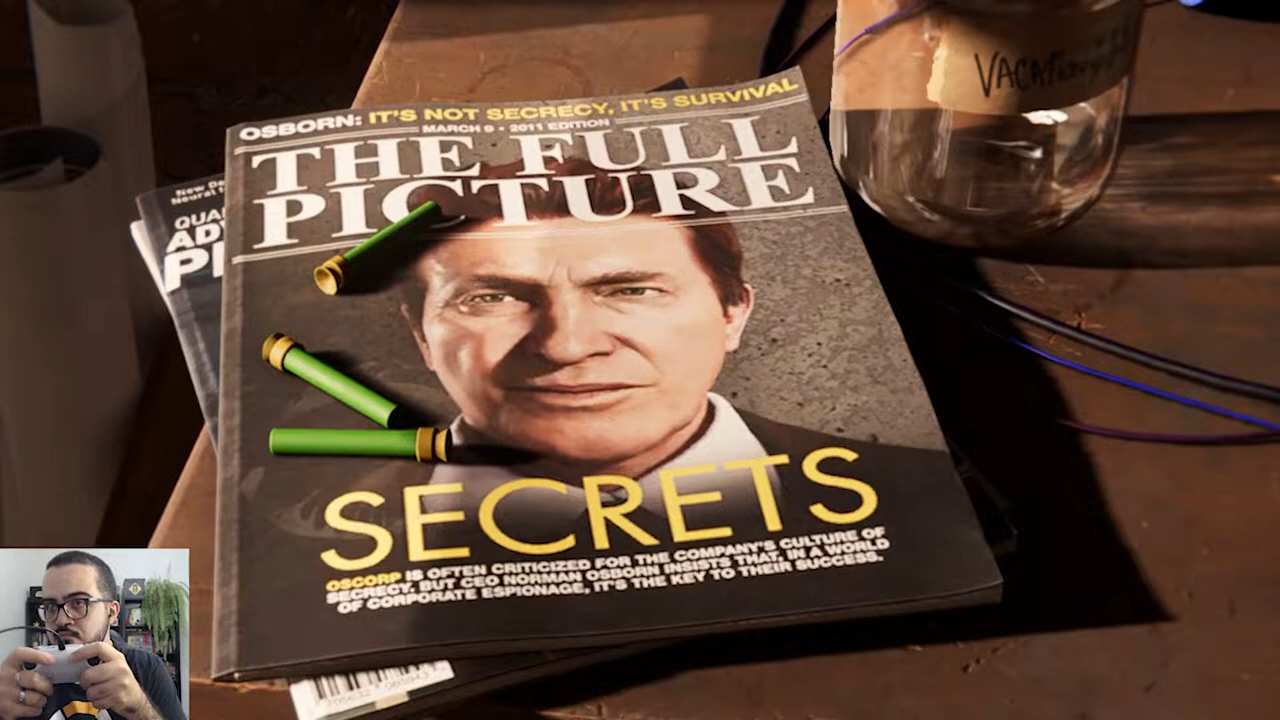 OSBORN: IT'S NOT SECRECY, IT'S SURVIVAL
MARCH 9 • 2011 EDITION
THE FULL
PICTURE
SECRETS
OSCORP IS OFTEN CRITICIZED FOR THE COMPANY'S CULTURE OF
SECRECY. BUT CEO NORMAN OSBORN INSISTS THAT, IN A WORLD
OF CORPORATE ESPIONAGE, IT'S THE KEY TO THEIR SUCCESS.
New